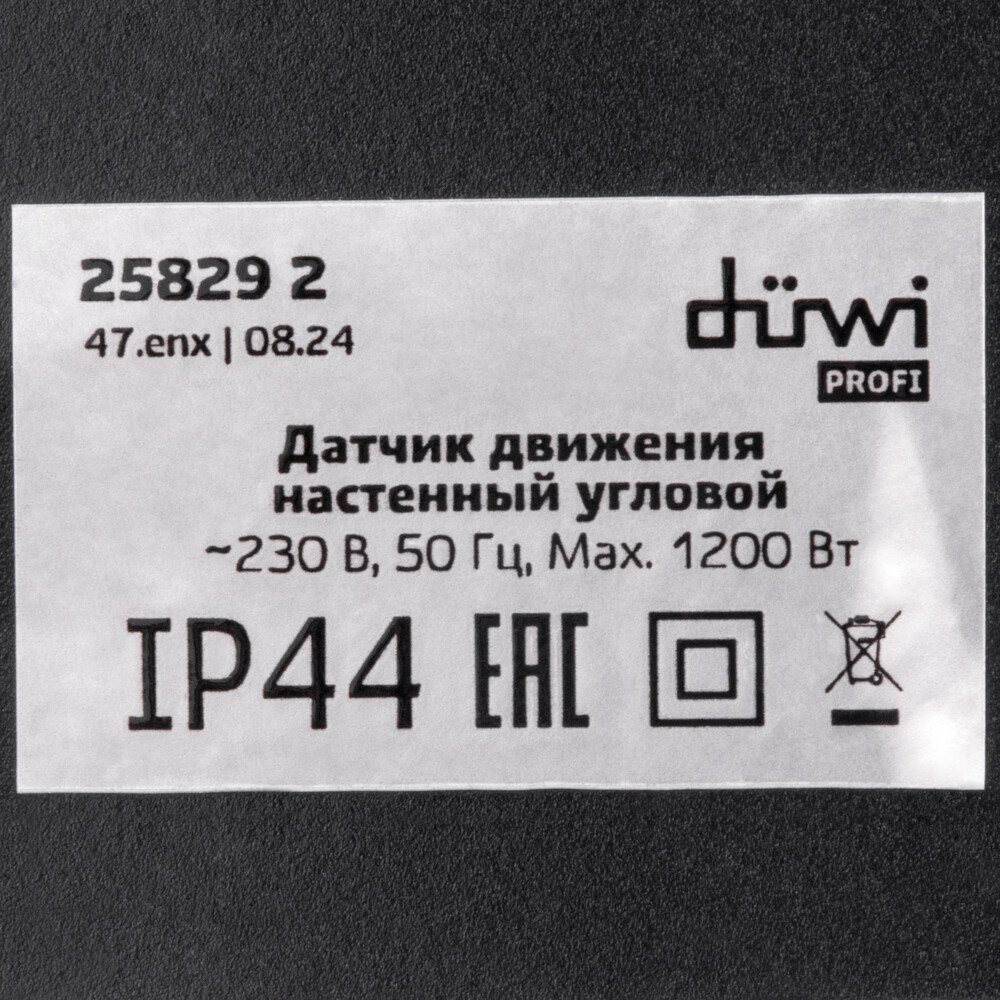 25829 2
47.enx | 08.24
düwi
PROFI
Датчик движения
настенный угловой
~230 В, 50 Гц, Max. 1200 Вт
IP44 EAC